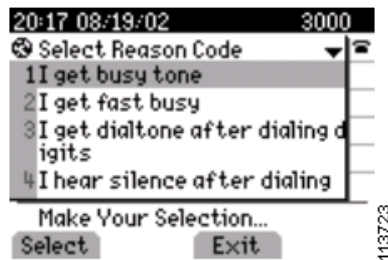 20:17 08/19/02 3000
Select Reason Code
1 I get busy tone
2 I get fast busy
3 I get dialtone after dialing d
igits
4 I hear silence after dialing
Make Your Selection...
Select Exit
113723